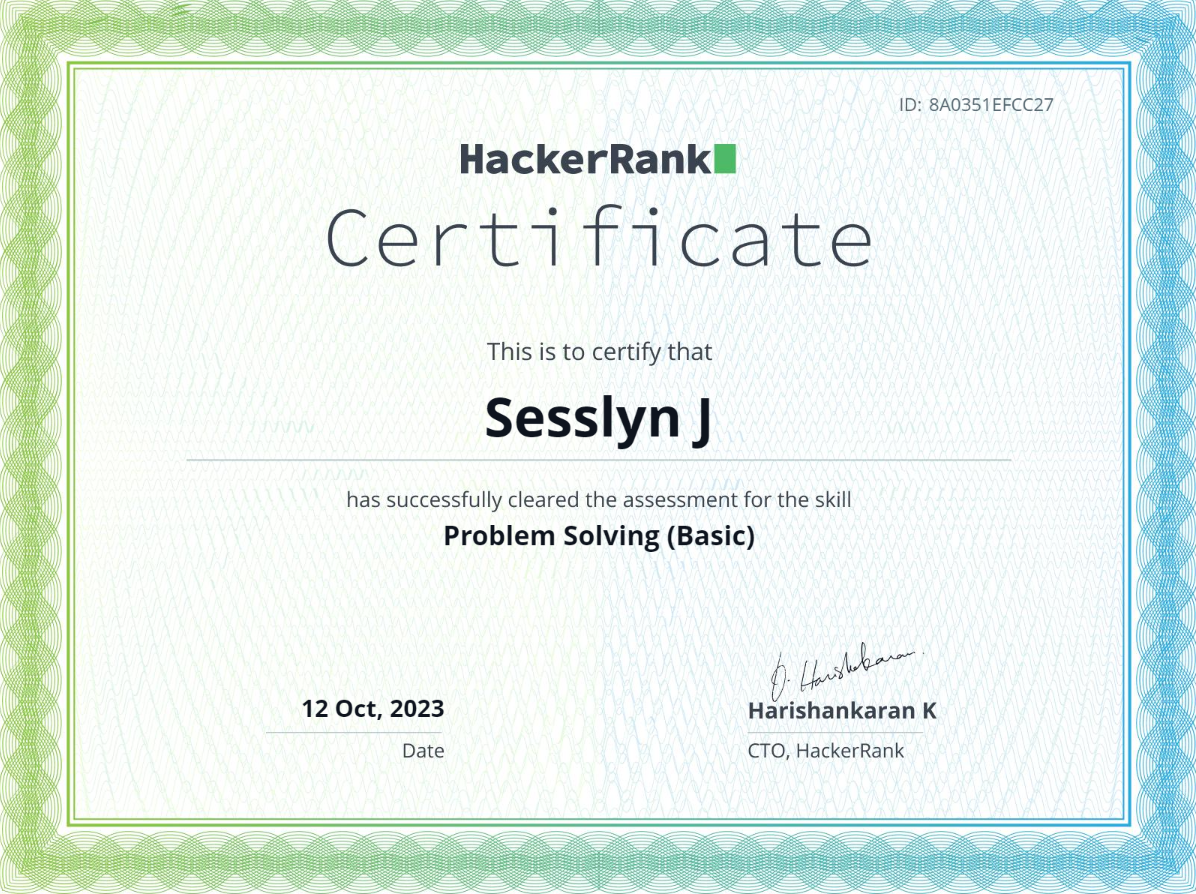 ID: 8A0351EFCC27
HackerRank
Certificate
This is to certify that
Sesslyn J
has successfully cleared the assessment for the skill
Problem Solving (Basic)
12 Oct, 2023
Date
Harishankaran
Harishankaran K
CTO, HackerRank